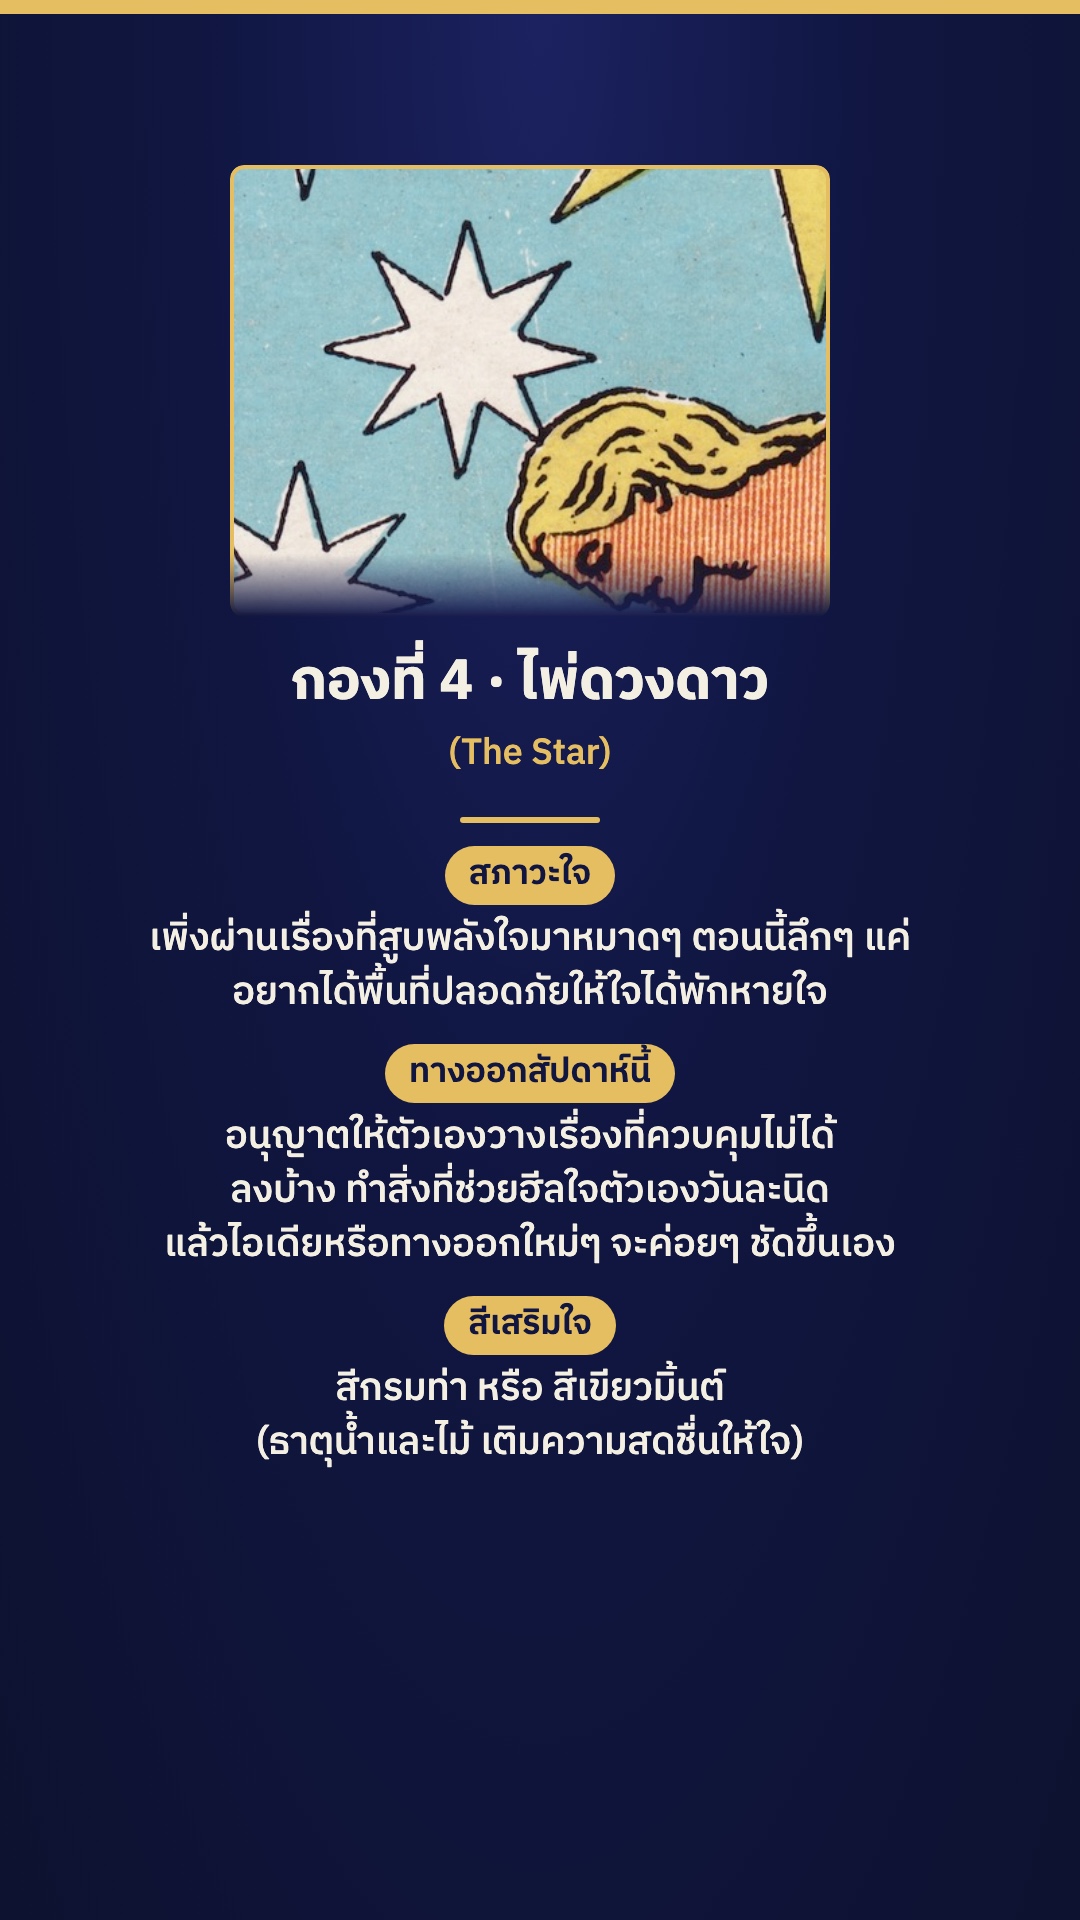 กองที่ 4 · ไพ่ดวงดาว
(The Star)
สภาวะใจ
เพิ่งผ่านเรื่องที่สูบพลังใจมาหมาดๆ ตอนนี้ลึกๆ แค่
อยากได้พื้นที่ปลอดภัยให้ใจได้พักหายใจ
ทางออกสัปดาห์นี้
อนุญาตให้ตัวเองวางเรื่องที่ควบคุมไม่ได้
ลงบ้าง ทำสิ่งที่ช่วยฮีลใจตัวเองวันละนิด
แล้วไอเดียหรือทางออกใหม่ๆ จะค่อยๆ ชัดขึ้นเอง
สีเสริมใจ
สีกรมท่า หรือ สีเขียวมิ้นต์
(ธาตุน้ำและไม้ เติมความสดชื่นให้ใจ)